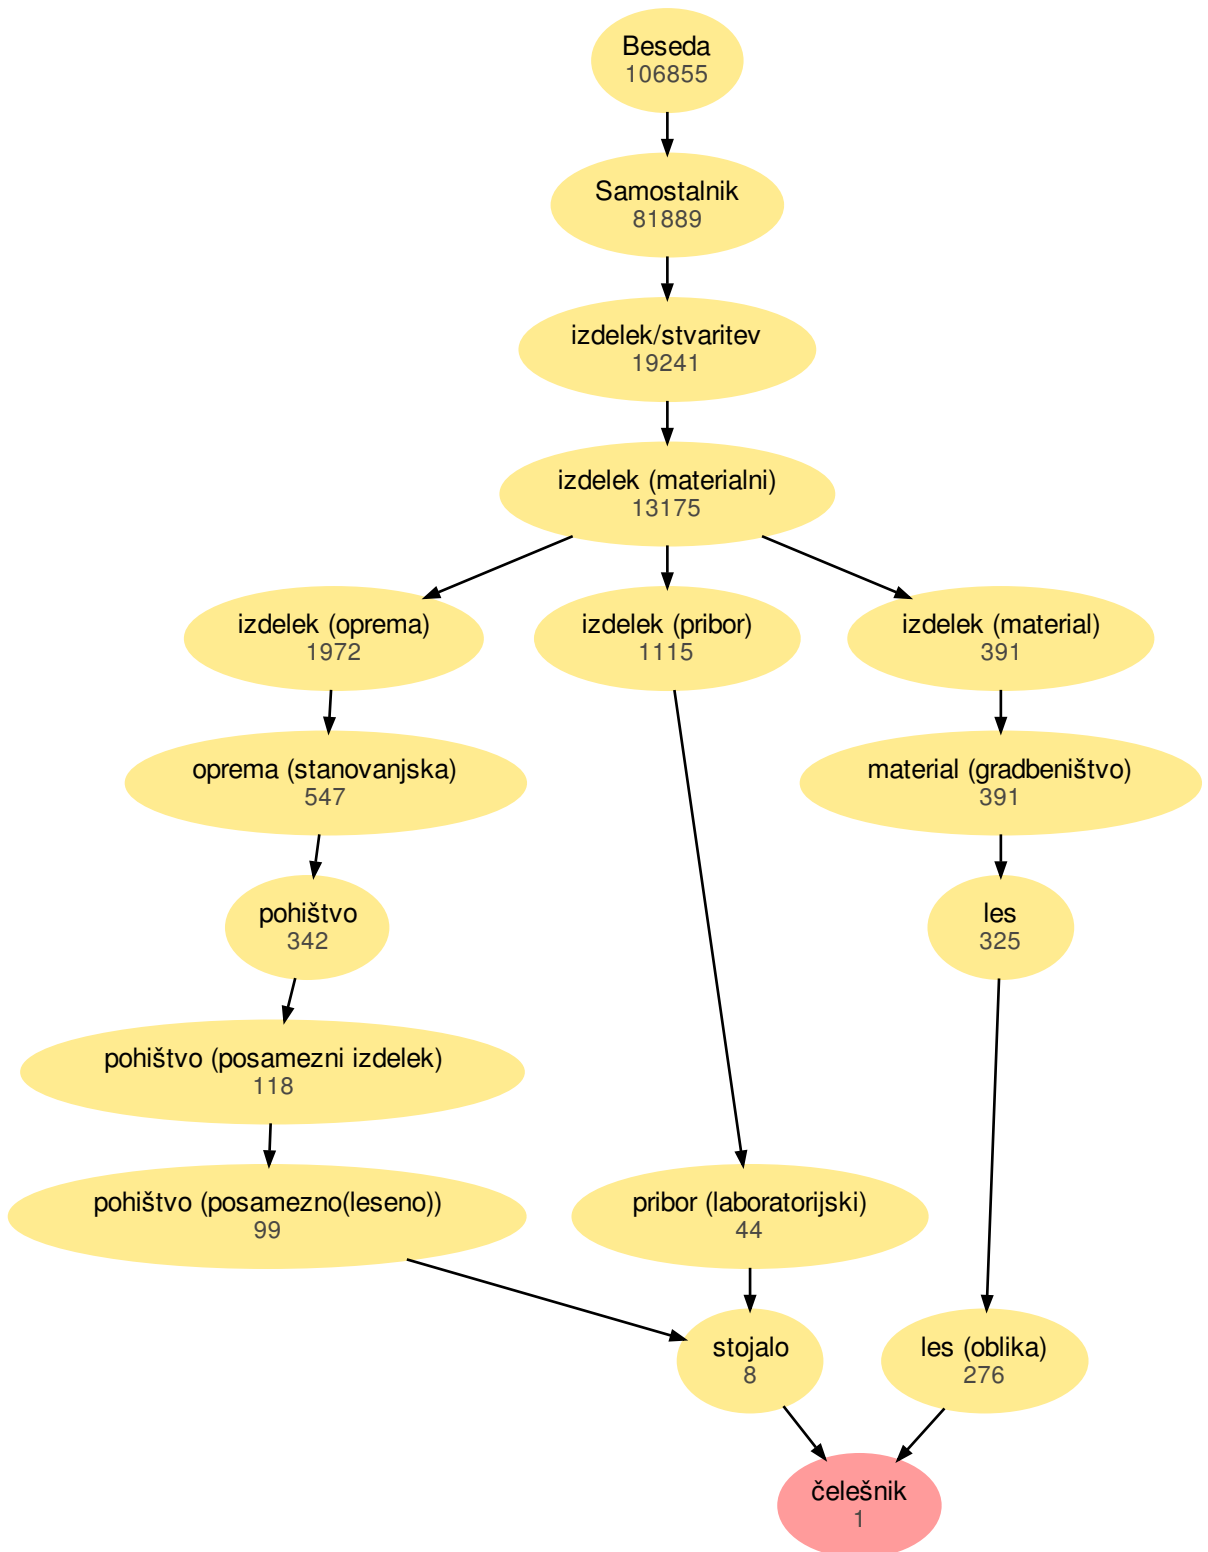 Beseda
106855
Samostalnik
81889
izdelek/stvaritev
19241
izdelek (materialni)
13175
izdelek (oprema)
1972
izdelek (pribor)
1115
izdelek (material)
391
oprema (stanovanjska)
547
material (gradbeništvo)
391
pohištvo
342
les
325
pohištvo (posamezni izdelek)
118
pohištvo (posamezno(leseno))
99
pribor (laboratorijski)
44
stojalo
8
les (oblika)
276
čelešnik
1